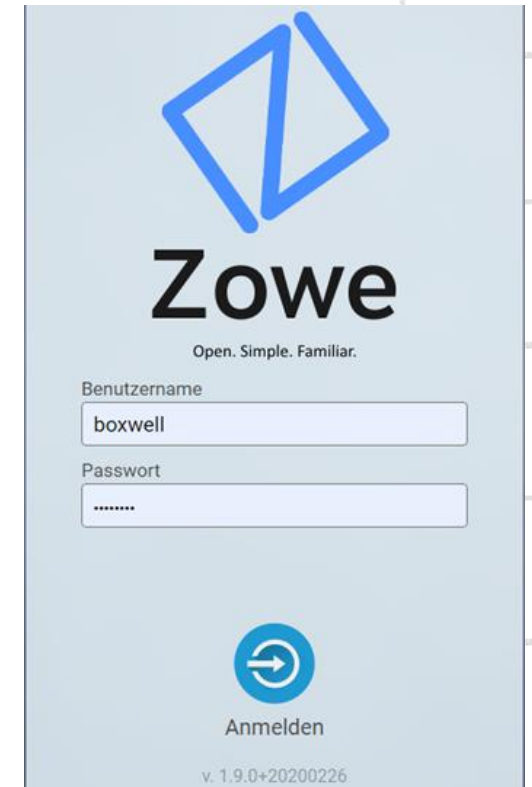 Zowe
Open. Simple. Familiar.
Benutzername
boxwell
Passwort
••••••••
Anmelden
v. 1.9.0+20200226